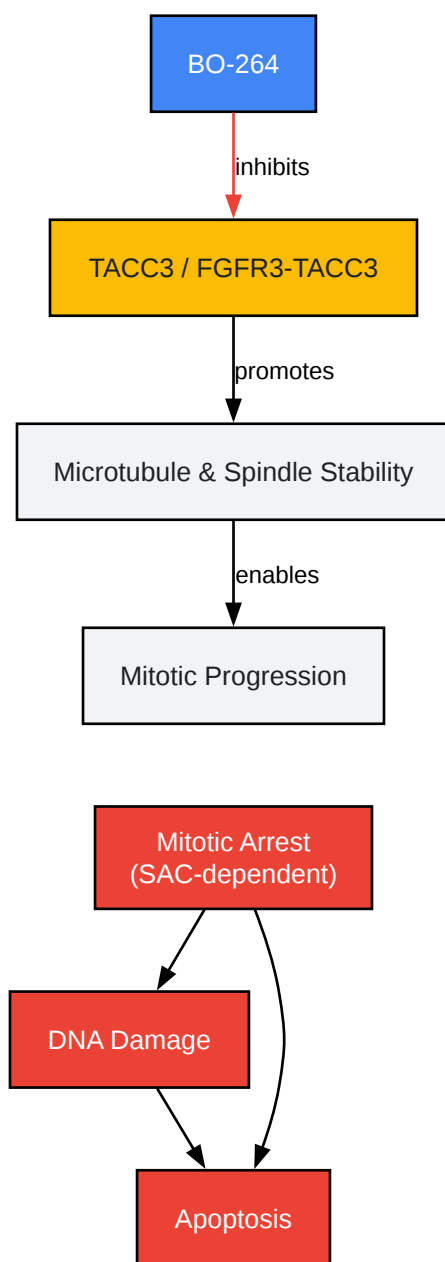 BO-264
inhibits
TACC3 / FGFR3-TACC3
promotes
Microtubule & Spindle Stability
enables
Mitotic Progression
Mitotic Arrest
(SAC-dependent)
DNA Damage
Apoptosis